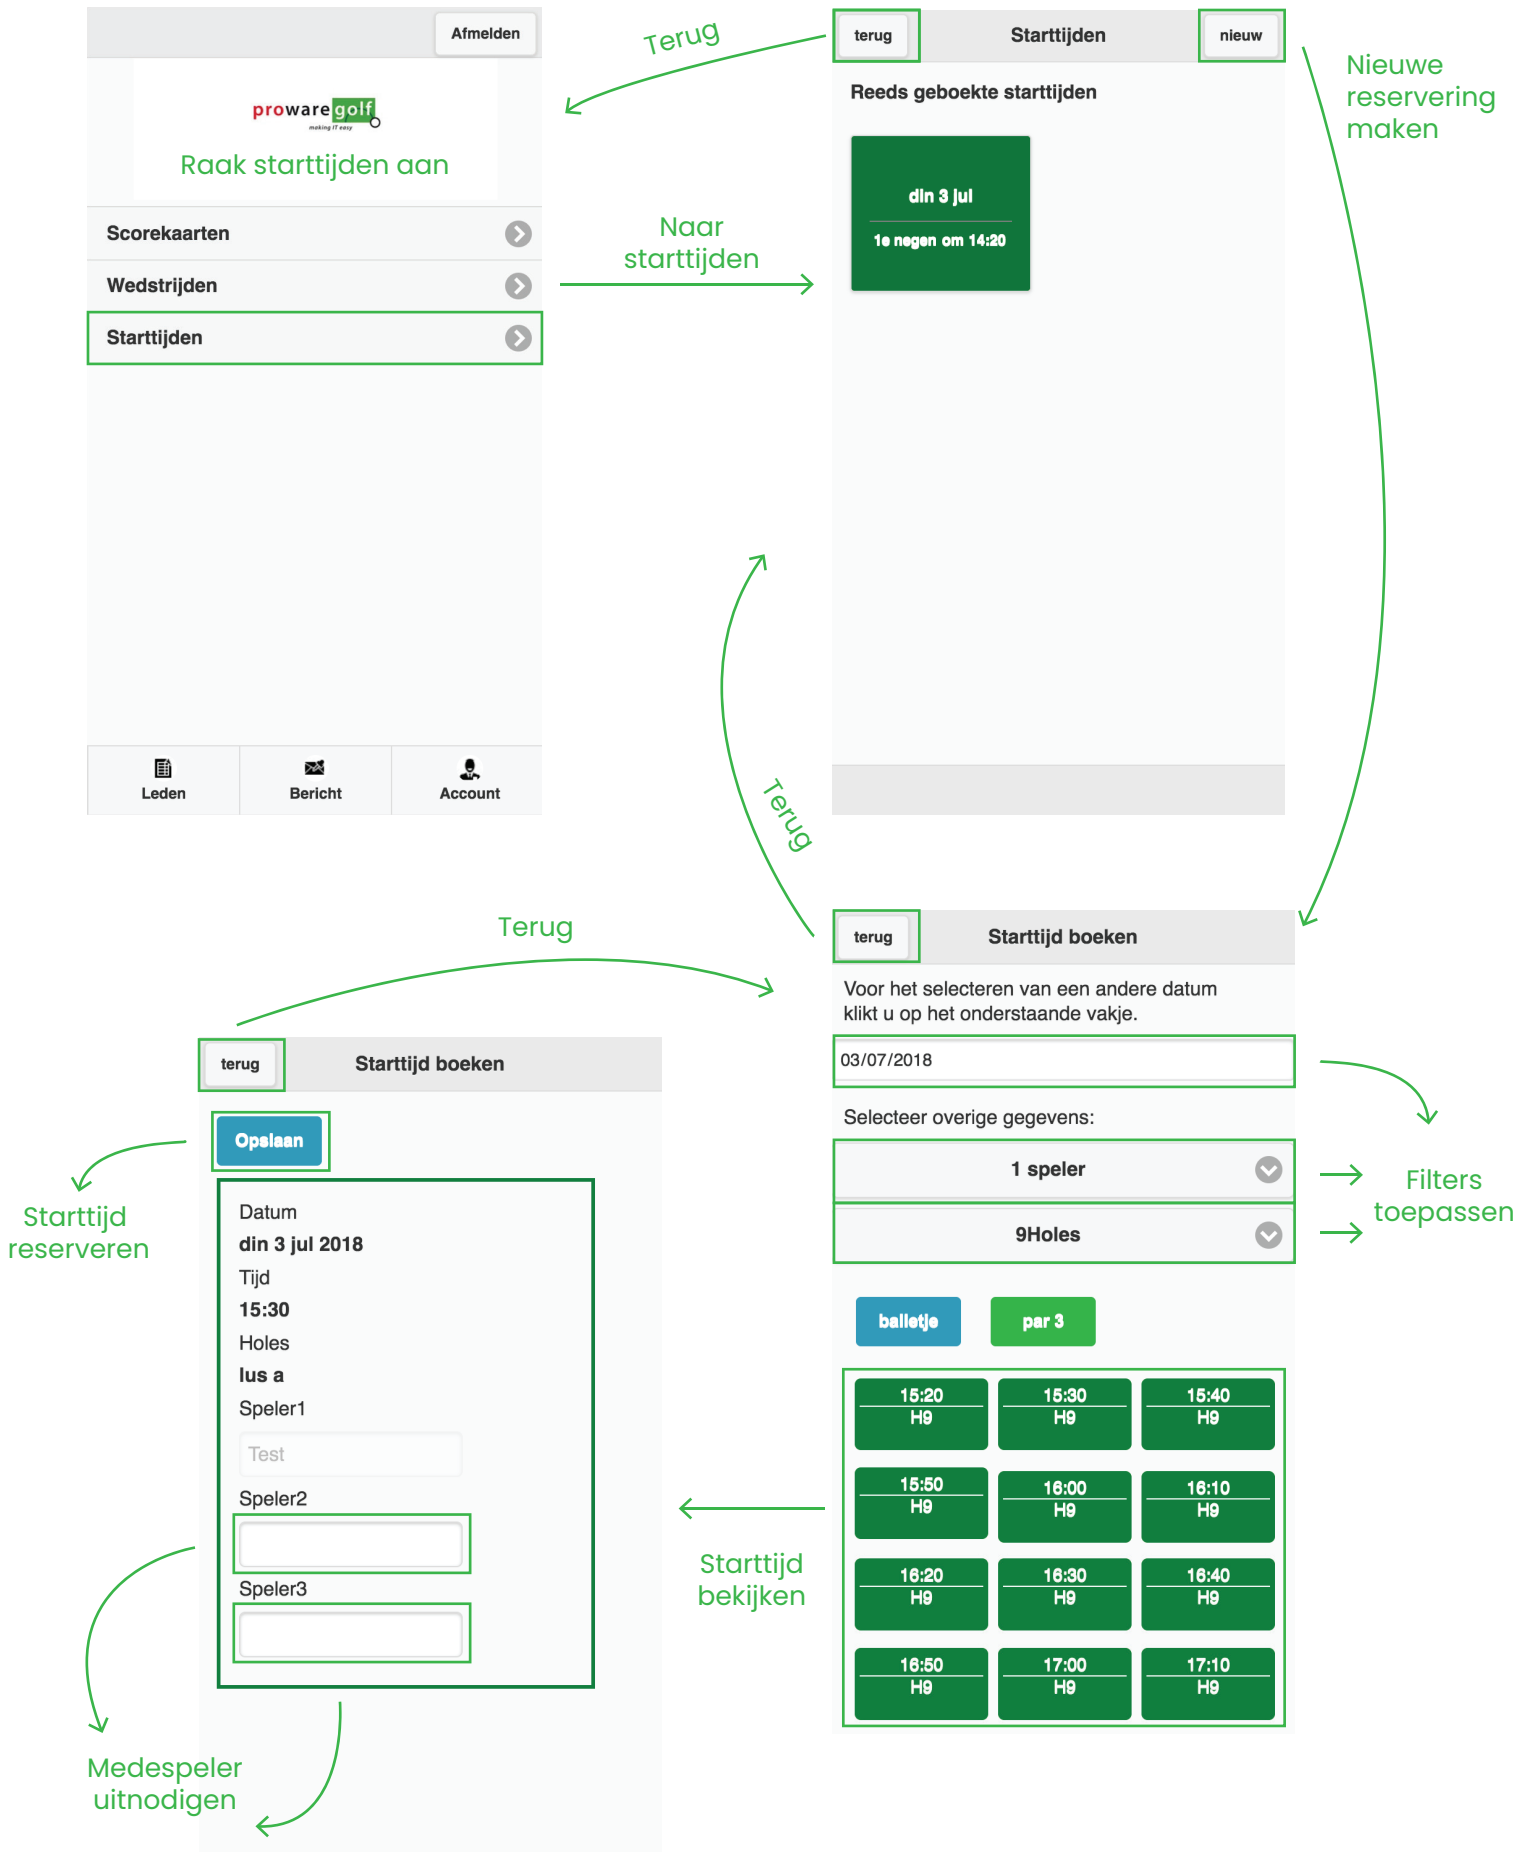 Afmelden
prowaregolf
making IT easy
Raak starttijden aan
Scorekaarten
Wedstrijden
Starttijden
Leden
Bericht
Account
Terug
Naar
starttijden
terug
Starttijden
nieuw
Reeds geboekte starttijden
din 3 jul
1e negen om 14:20
Nieuwe
reservering
maken
Terug
Terug
terug
Starttijd boeken
Voor het selecteren van een andere datum
klikt u op het onderstaande vakje.
03/07/2018
Selecteer overige gegevens:
1 speler
9Holes
Filters
toepassen
balletje
par 3
15:20
H9
15:30
H9
15:40
H9
15:50
H9
16:00
H9
16:10
H9
16:20
H9
16:30
H9
16:40
H9
16:50
H9
17:00
H9
17:10
H9
Starttijd
bekijken
terug
Starttijd boeken
Opslaan
Starttijd
reserveren
Datum
din 3 jul 2018
Tijd
15:30
Holes
lus a
Speler1
Test
Speler2
Speler3
Medespeler
uitnodigen